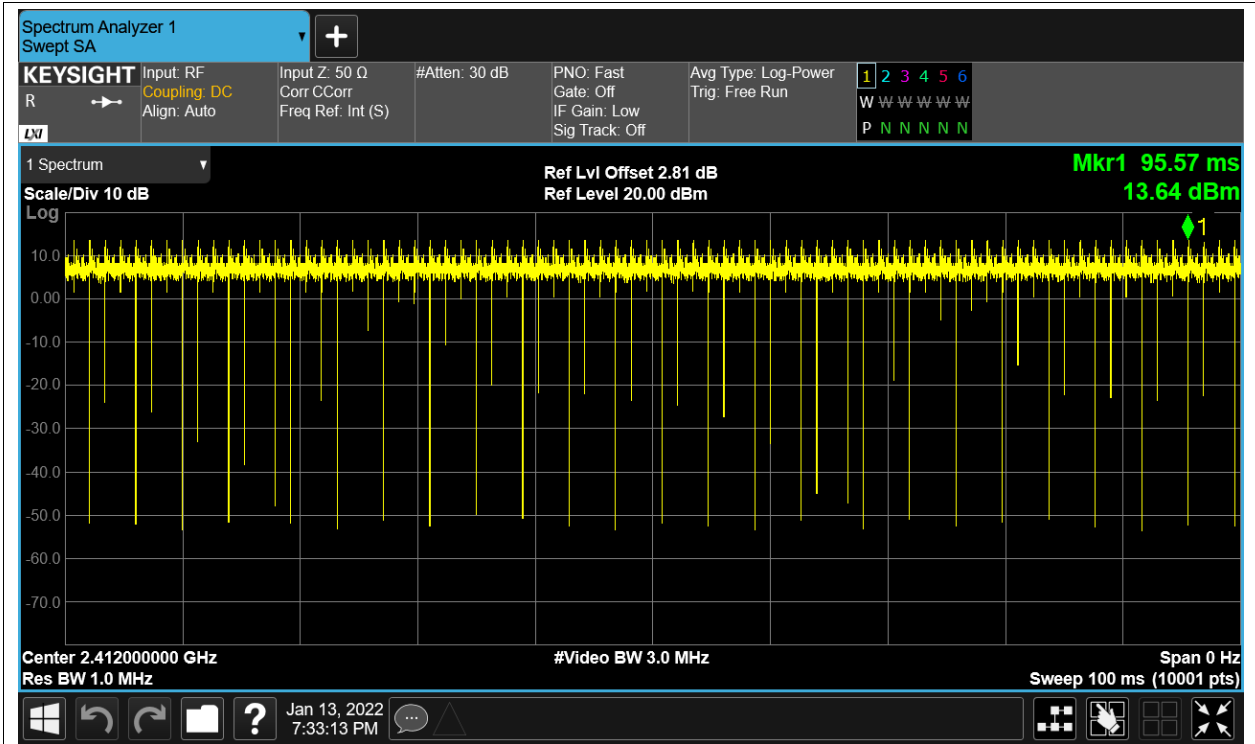 Spectrum Analyzer 1
Swept SA
KEYSIGHT Input: RF Input Z: 50 Ω #Atten: 30 dB PNO: Fast Avg Type: Log-Power 1 2 3 4 5 6
R Coupling: DC Corr CCorr Gate: Off Trig: Free Run W W W W W W
Align: Auto Freq Ref: Int (S) IF Gain: Low
LXI Sig Track: Off P N N N N N
1 Spectrum Ref Lvl Offset 2.81 dB Mkr1 95.57 ms
Scale/Div 10 dB Ref Level 20.00 dBm 13.64 dBm
Log
1
10.0
0.00
-10.0
-20.0
-30.0
-40.0
-50.0
-60.0
-70.0
Center 2.412000000 GHz #Video BW 3.0 MHz Span 0 Hz
Res BW 1.0 MHz Sweep 100 ms (10001 pts)
? Jan 13, 2022
7:33:13 PM